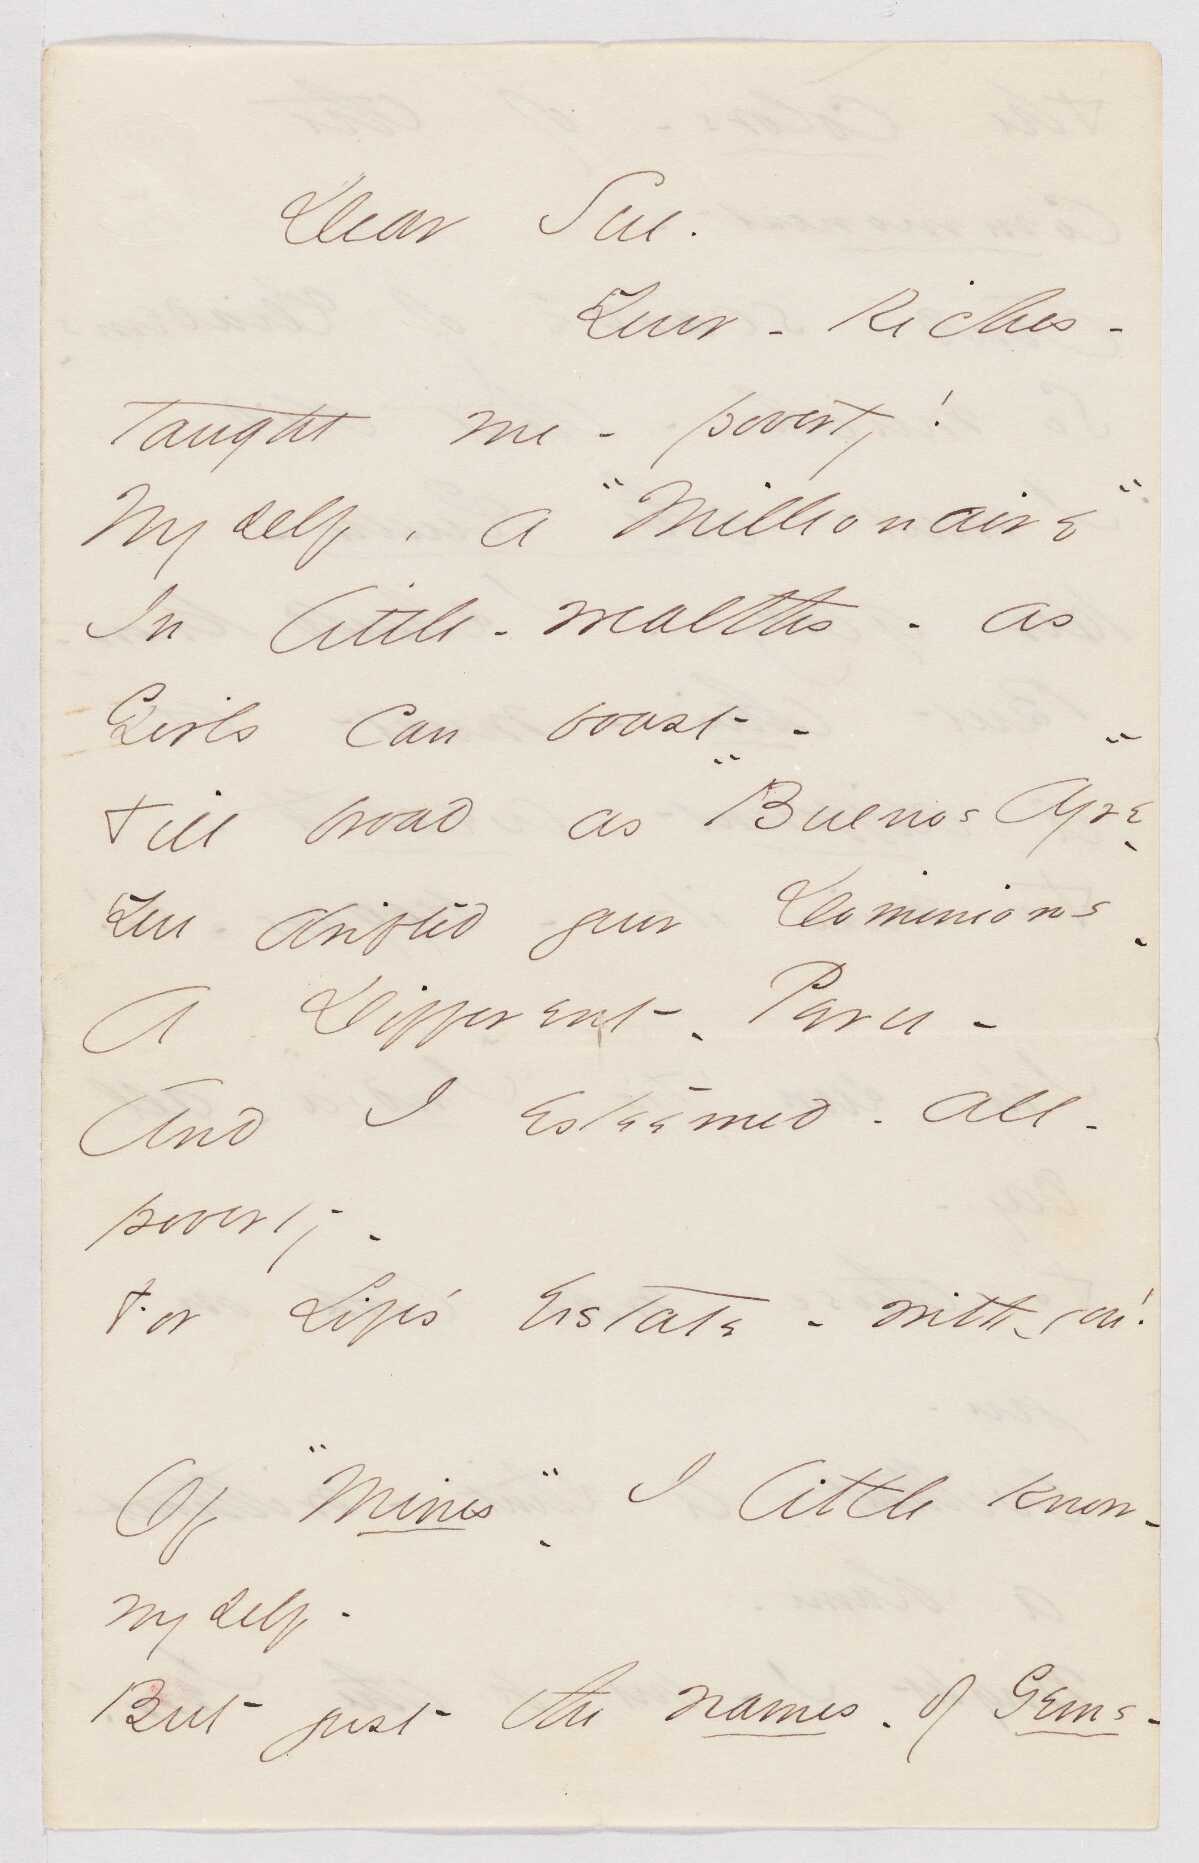 Dear Sue.
Your - Riches -
taught me - poverty!
Myself, a "Millionaire"
In little - wealths - as
Girls can boast -
Till broad as "Buenos Ayre" -
You drifted your Dominions -
A Different - Peru -
And I esteemed - all -
poverty -
For Life's Estate - with you!
Of "Mines" - I little know -
myself -
But just the names - of Gems -